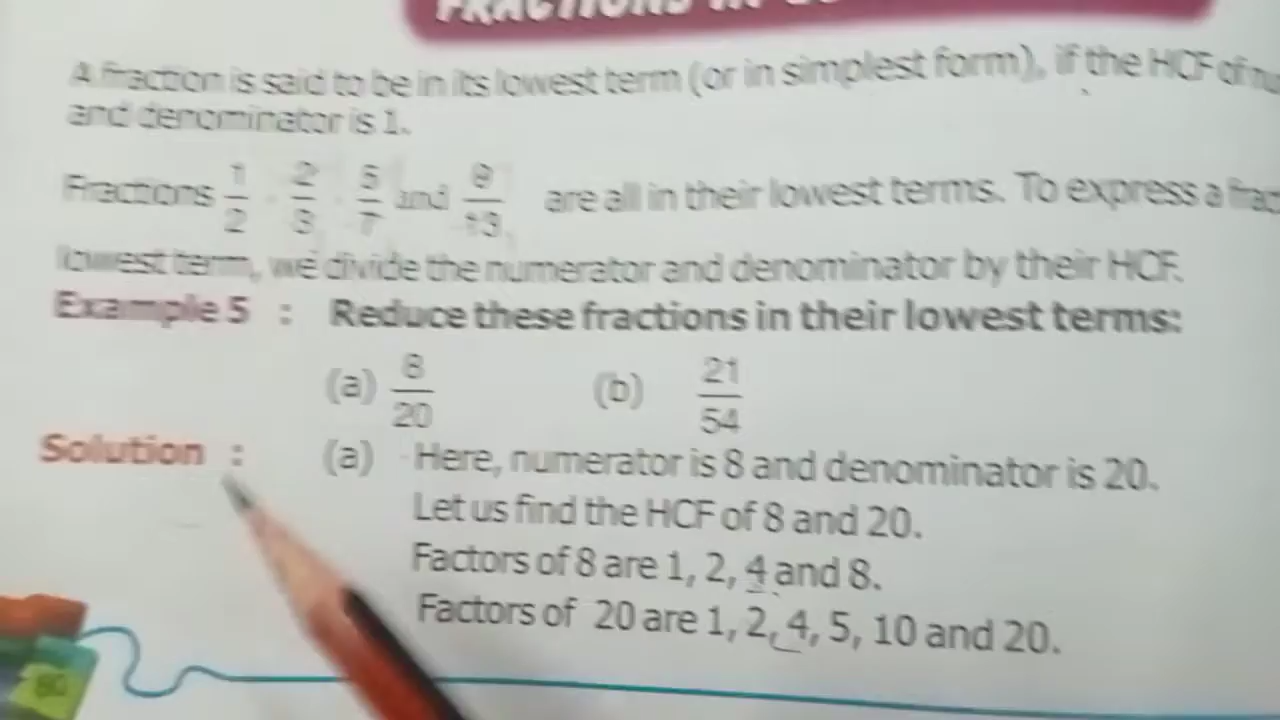 FRACTIONS IN
A fraction is said to be in its lowest term (or in simplest form), if the HCF of
and denominator is 1.
Fractions 1/2, 2/3, 5/7 and 9/13 are all in their lowest terms. To express a
lowest term, we divide the numerator and denominator by their HCF.
Example 5 : Reduce these fractions in their lowest terms:
(a) 8/20 (b) 21/54
Solution : (a) Here, numerator is 8 and denominator is 20.
Let us find the HCF of 8 and 20.
Factors of 8 are 1, 2, 4 and 8.
Factors of 20 are 1, 2, 4, 5, 10 and 20.